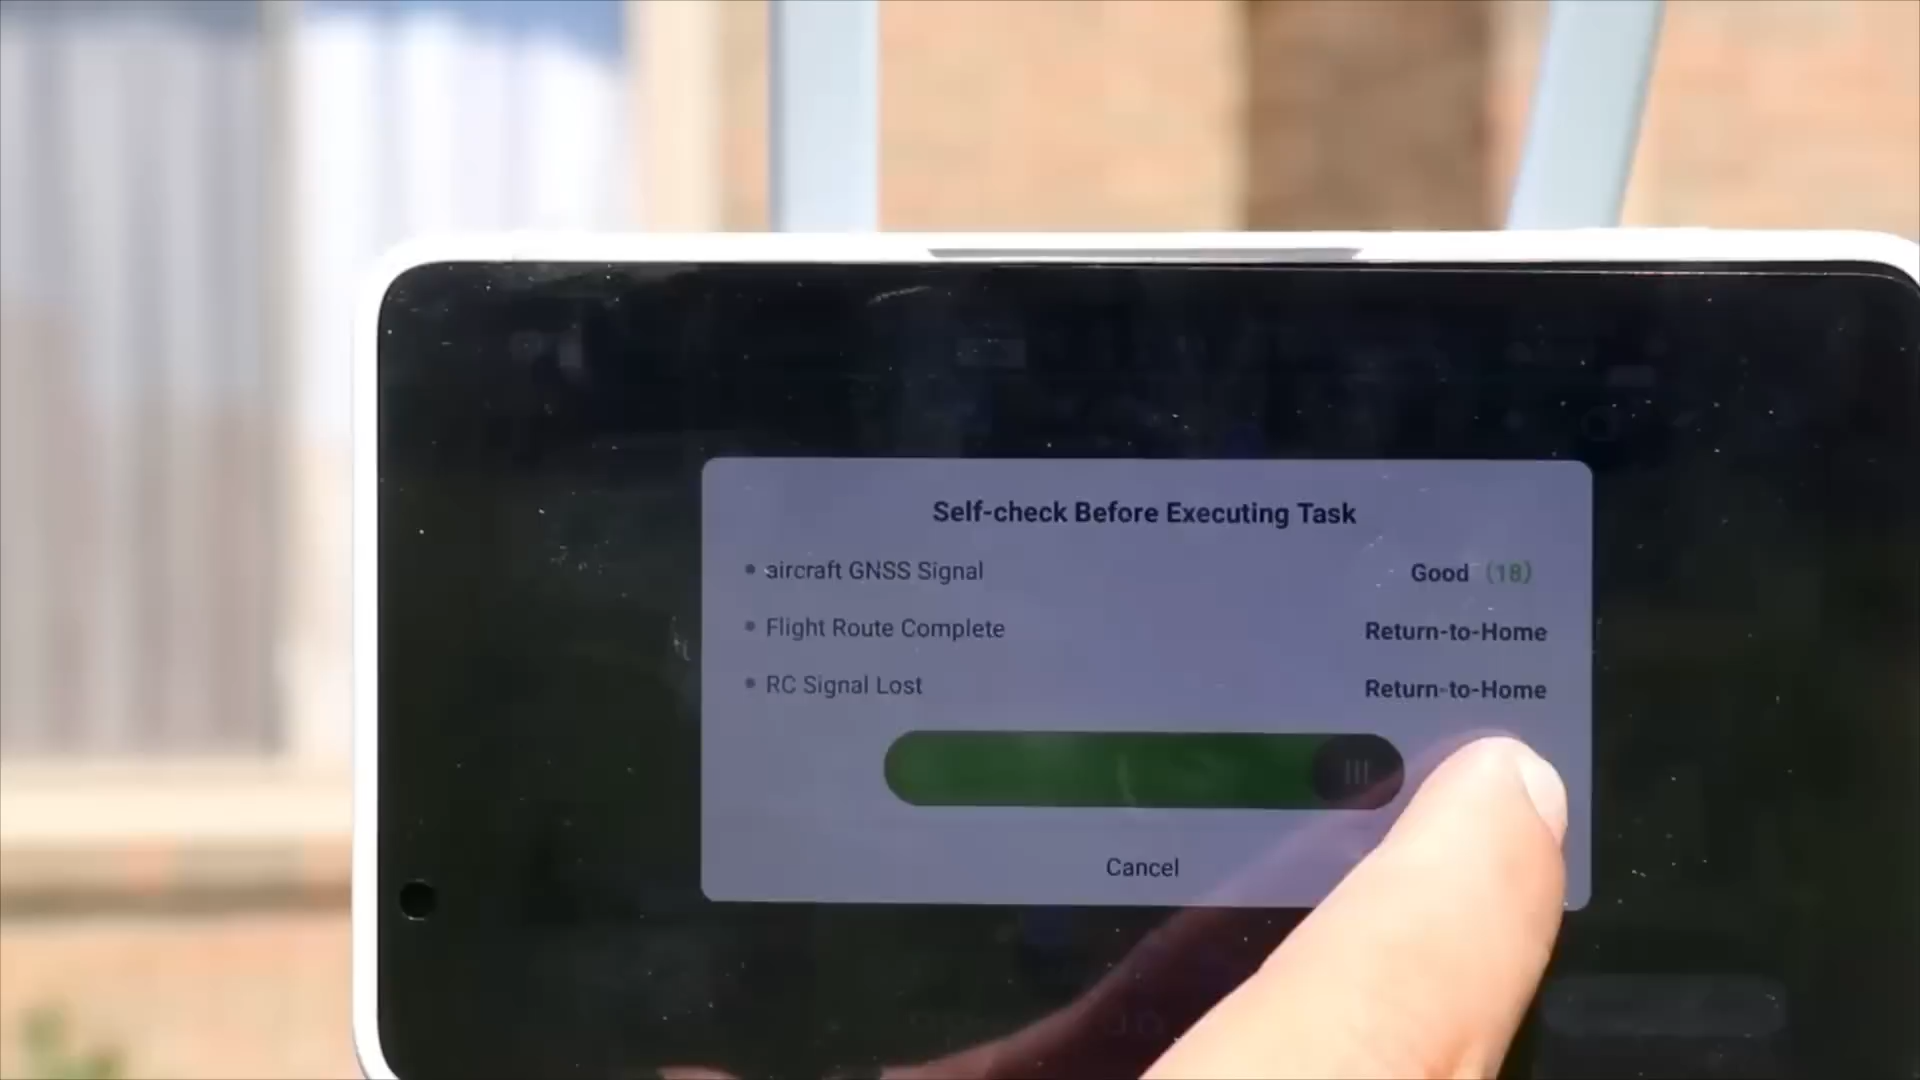 Self-check Before Executing Task
aircraft GNSS Signal Good (18)
Flight Route Complete Return-to-Home
RC Signal Lost Return-to-Home
Cancel